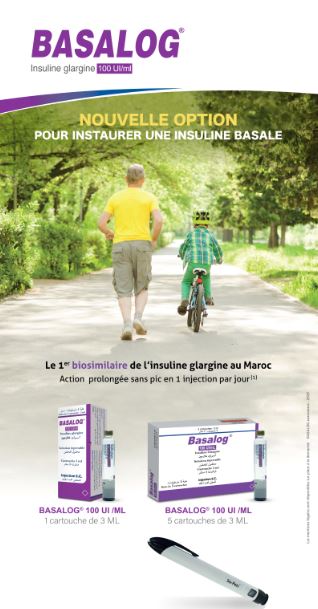 BASALOG®
Insuline glargine 100 UI/ml
NOUVELLE OPTION
POUR INSTAURER UNE INSULINE BASALE
Le 1er biosimilaire de l'insuline glargine au Maroc
Action prolongée sans pic en 1 injection par jour(1)
BASALOG
Basalog®
BASALOG® 100 UI /ML
1 cartouche de 3 ML
BASALOG® 100 UI /ML
5 cartouches de 3 ML